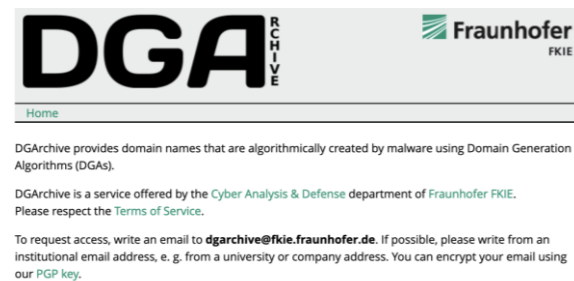 DGA
RCHIVE
Fraunhofer
FKIE
Home
DGArchive provides domain names that are algorithmically created by malware using Domain Generation
Algorithms (DGAs).
DGArchive is a service offered by the Cyber Analysis & Defense department of Fraunhofer FKIE.
Please respect the Terms of Service.
To request access, write an email to dgarchive@fkie.fraunhofer.de. If possible, please write from an
institutional email address, e. g. from a university or company address. You can encrypt your email using
our PGP key.